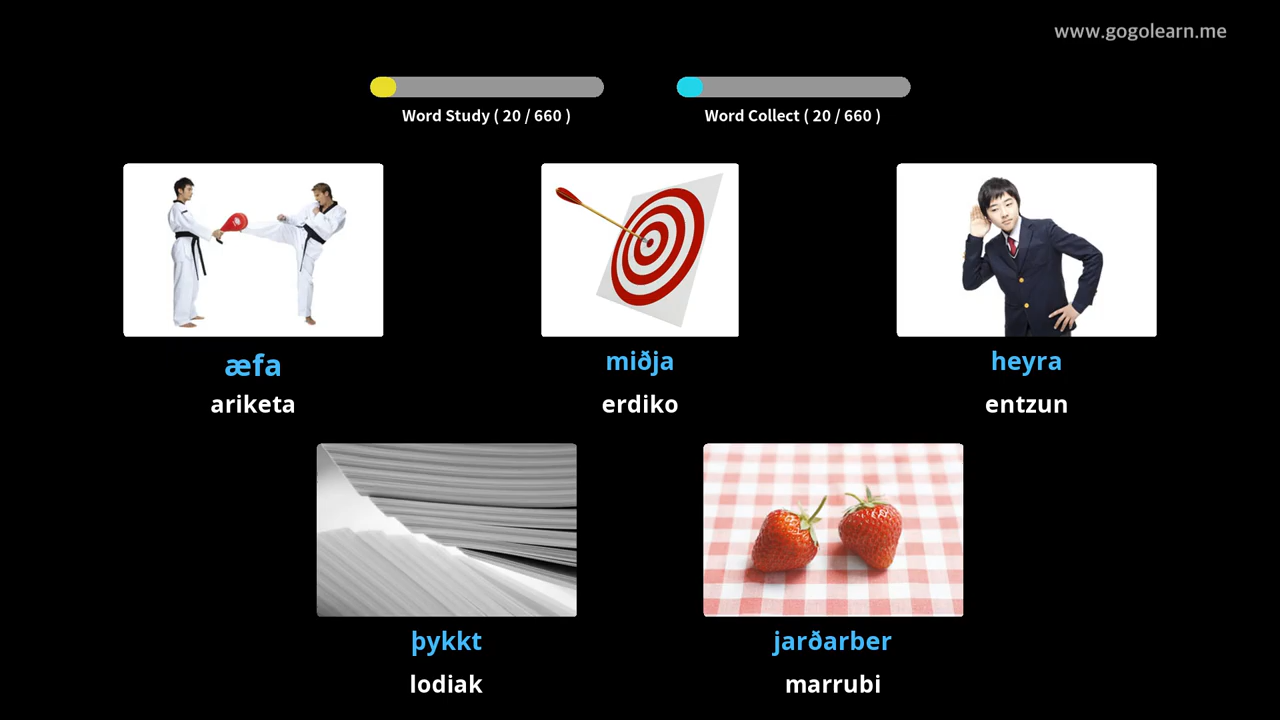 www.gogolearn.me
Word Study ( 20 / 660 )
Word Collect ( 20 / 660 )
æfa
ariketa
miðja
erdiko
heyra
entzun
þykkt
lodiak
jarðarber
marrubi